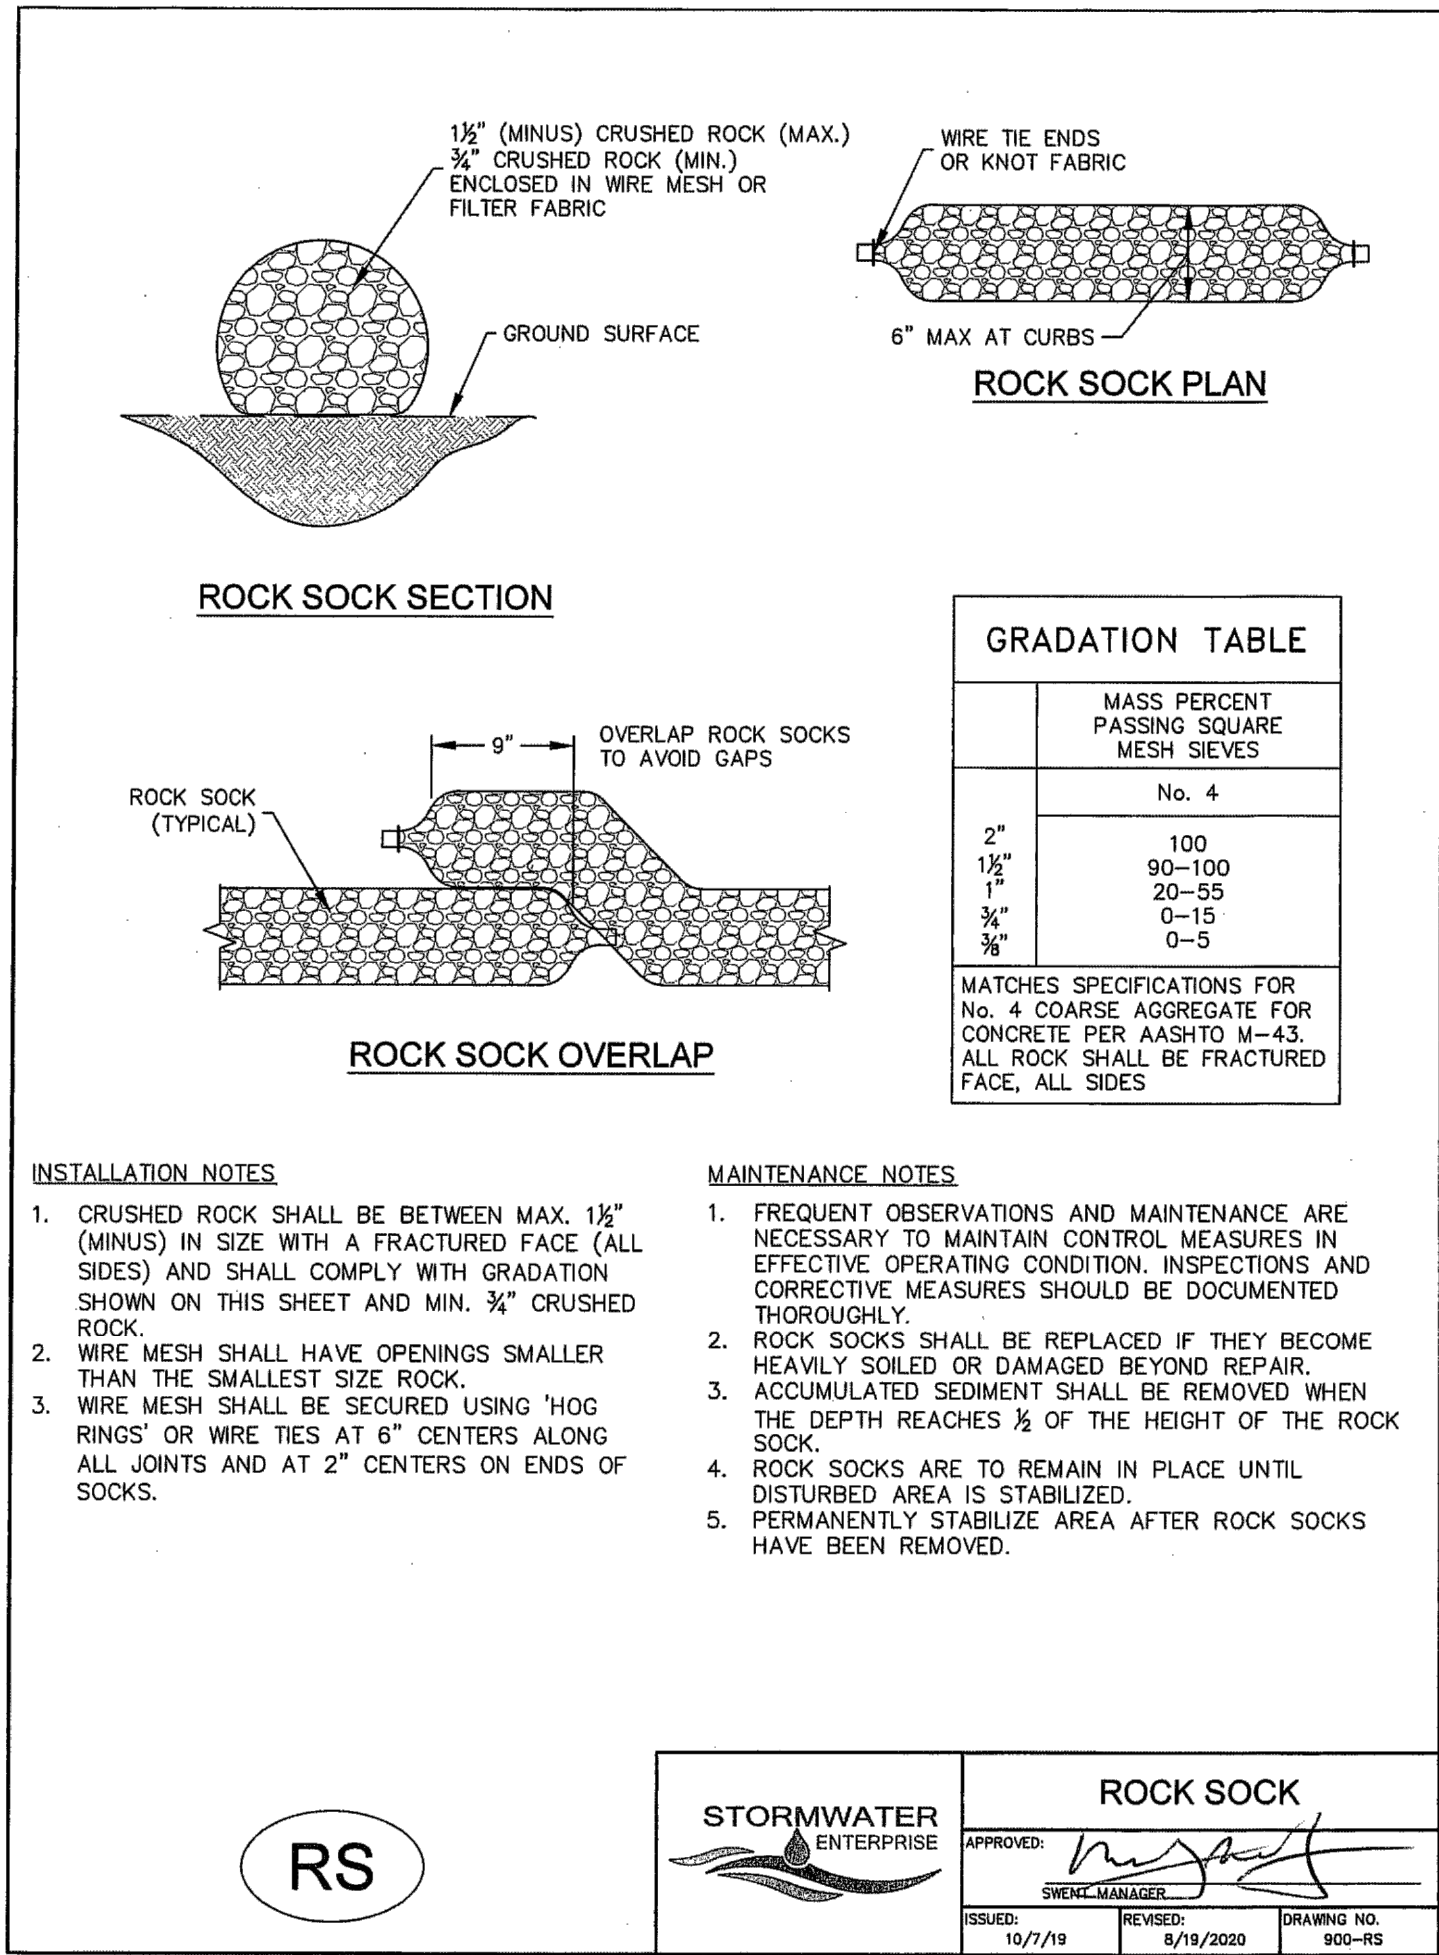 1½" (MINUS) CRUSHED ROCK (MAX.)
¾" CRUSHED ROCK (MIN.)
ENCLOSED IN WIRE MESH OR
FILTER FABRIC
GROUND SURFACE
ROCK SOCK SECTION
WIRE TIE ENDS
OR KNOT FABRIC
6" MAX AT CURBS
ROCK SOCK PLAN
9"
OVERLAP ROCK SOCKS
TO AVOID GAPS
ROCK SOCK
(TYPICAL)
ROCK SOCK OVERLAP
GRADATION TABLE
MASS PERCENT
PASSING SQUARE
MESH SIEVES
No. 4
2" 100
1½" 90-100
1" 20-55
¾" 0-15
⅜" 0-5
MATCHES SPECIFICATIONS FOR
No. 4 COARSE AGGREGATE FOR
CONCRETE PER AASHTO M-43.
ALL ROCK SHALL BE FRACTURED
FACE, ALL SIDES
INSTALLATION NOTES
1. CRUSHED ROCK SHALL BE BETWEEN MAX. 1½"
(MINUS) IN SIZE WITH A FRACTURED FACE (ALL
SIDES) AND SHALL COMPLY WITH GRADATION
SHOWN ON THIS SHEET AND MIN. ¾" CRUSHED
ROCK.
2. WIRE MESH SHALL HAVE OPENINGS SMALLER
THAN THE SMALLEST SIZE ROCK.
3. WIRE MESH SHALL BE SECURED USING 'HOG
RINGS' OR WIRE TIES AT 6" CENTERS ALONG
ALL JOINTS AND AT 2" CENTERS ON ENDS OF
SOCKS.
MAINTENANCE NOTES
1. FREQUENT OBSERVATIONS AND MAINTENANCE ARE
NECESSARY TO MAINTAIN CONTROL MEASURES IN
EFFECTIVE OPERATING CONDITION. INSPECTIONS AND
CORRECTIVE MEASURES SHOULD BE DOCUMENTED
THOROUGHLY.
2. ROCK SOCKS SHALL BE REPLACED IF THEY BECOME
HEAVILY SOILED OR DAMAGED BEYOND REPAIR.
3. ACCUMULATED SEDIMENT SHALL BE REMOVED WHEN
THE DEPTH REACHES ½ OF THE HEIGHT OF THE ROCK
SOCK.
4. ROCK SOCKS ARE TO REMAIN IN PLACE UNTIL
DISTURBED AREA IS STABILIZED.
5. PERMANENTLY STABILIZE AREA AFTER ROCK SOCKS
HAVE BEEN REMOVED.
RS
STORMWATER
ENTERPRISE
ROCK SOCK
APPROVED:
SWENT MANAGER
ISSUED:
10/7/19
REVISED:
8/19/2020
DRAWING NO.
900-RS